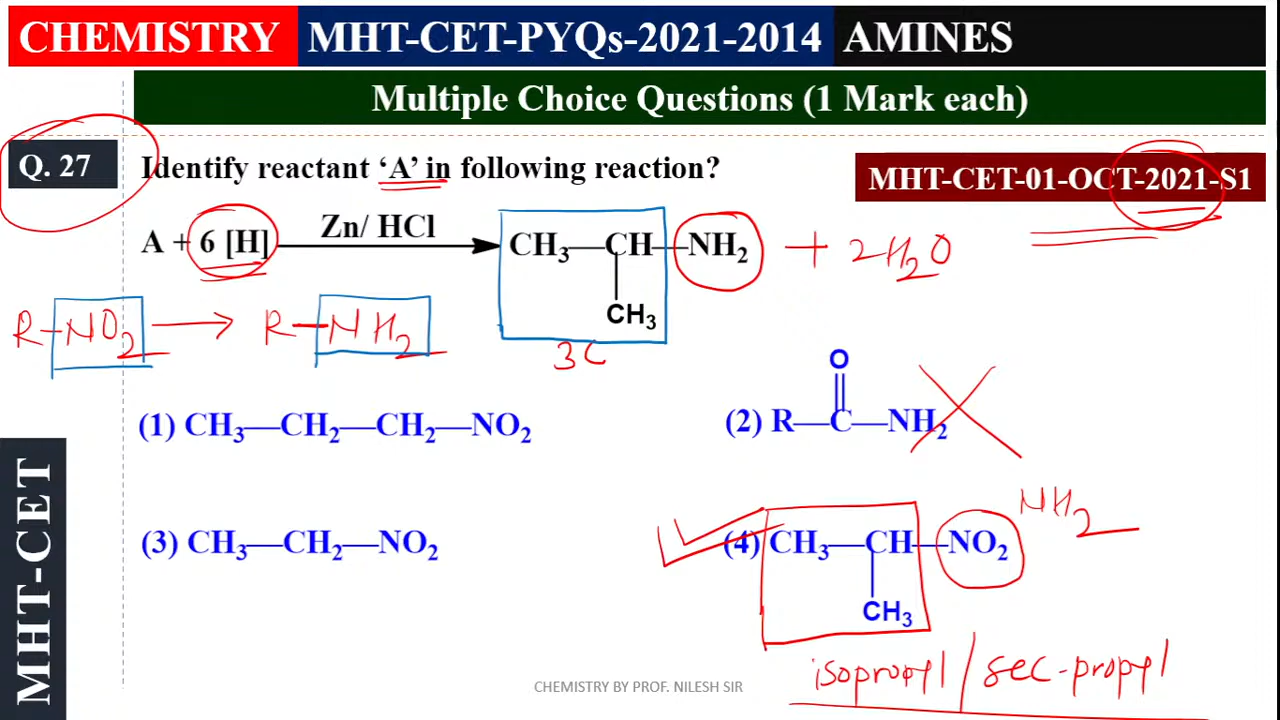 CHEMISTRY MHT-CET-PYQs-2021-2014 AMINES
Multiple Choice Questions (1 Mark each)
Q. 27 Identify reactant ‘A’ in following reaction?
MHT-CET-01-OCT-2021-S1
A + 6 [H] Zn/ HCl CH₃—CH—NH₂ + 2H₂O
CH₃
R-NO₂ → R-NH₂
3C
(1) CH₃—CH₂—CH₂—NO₂
O
(2) R—C—NH₂
(3) CH₃—CH₂—NO₂
(4) CH₃—CH—NO₂ NH₂
CH₃
isopropyl / sec-propyl
MHT-CET
CHEMISTRY BY PROF. NILESH SIR